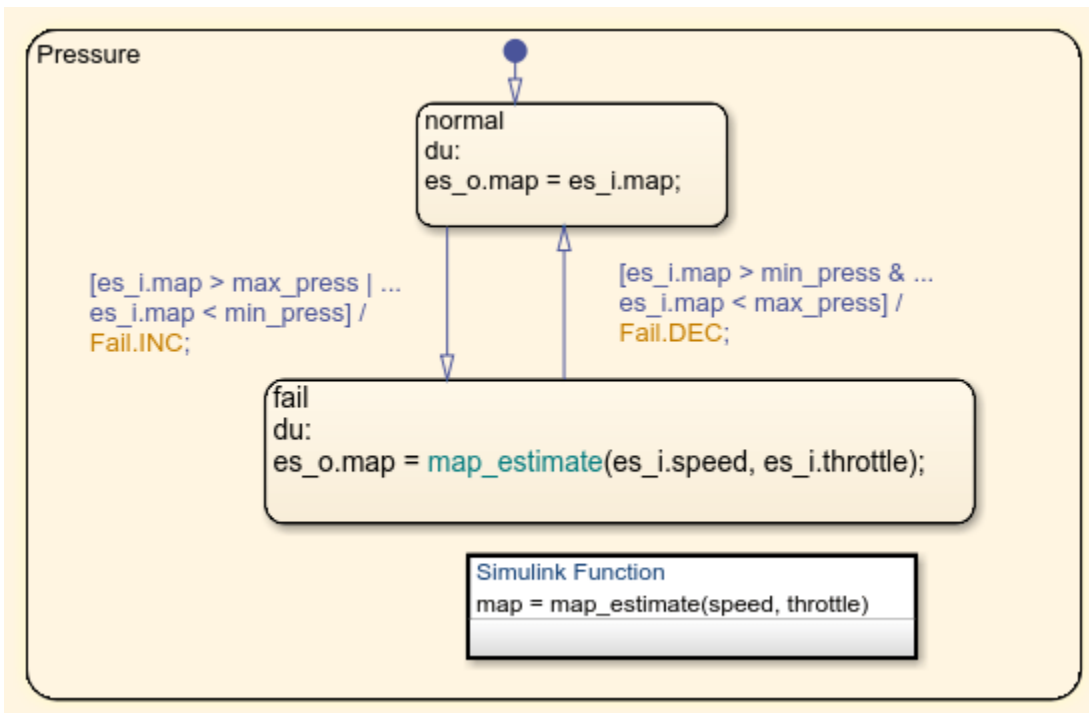 Pressure
normal
du:
es_o.map = es_i.map;
[es_i.map > max_press | ...
es_i.map < min_press] /
Fail.INC;
[es_i.map > min_press & ...
es_i.map < max_press] /
Fail.DEC;
fail
du:
es_o.map = map_estimate(es_i.speed, es_i.throttle);
Simulink Function
map = map_estimate(speed, throttle)